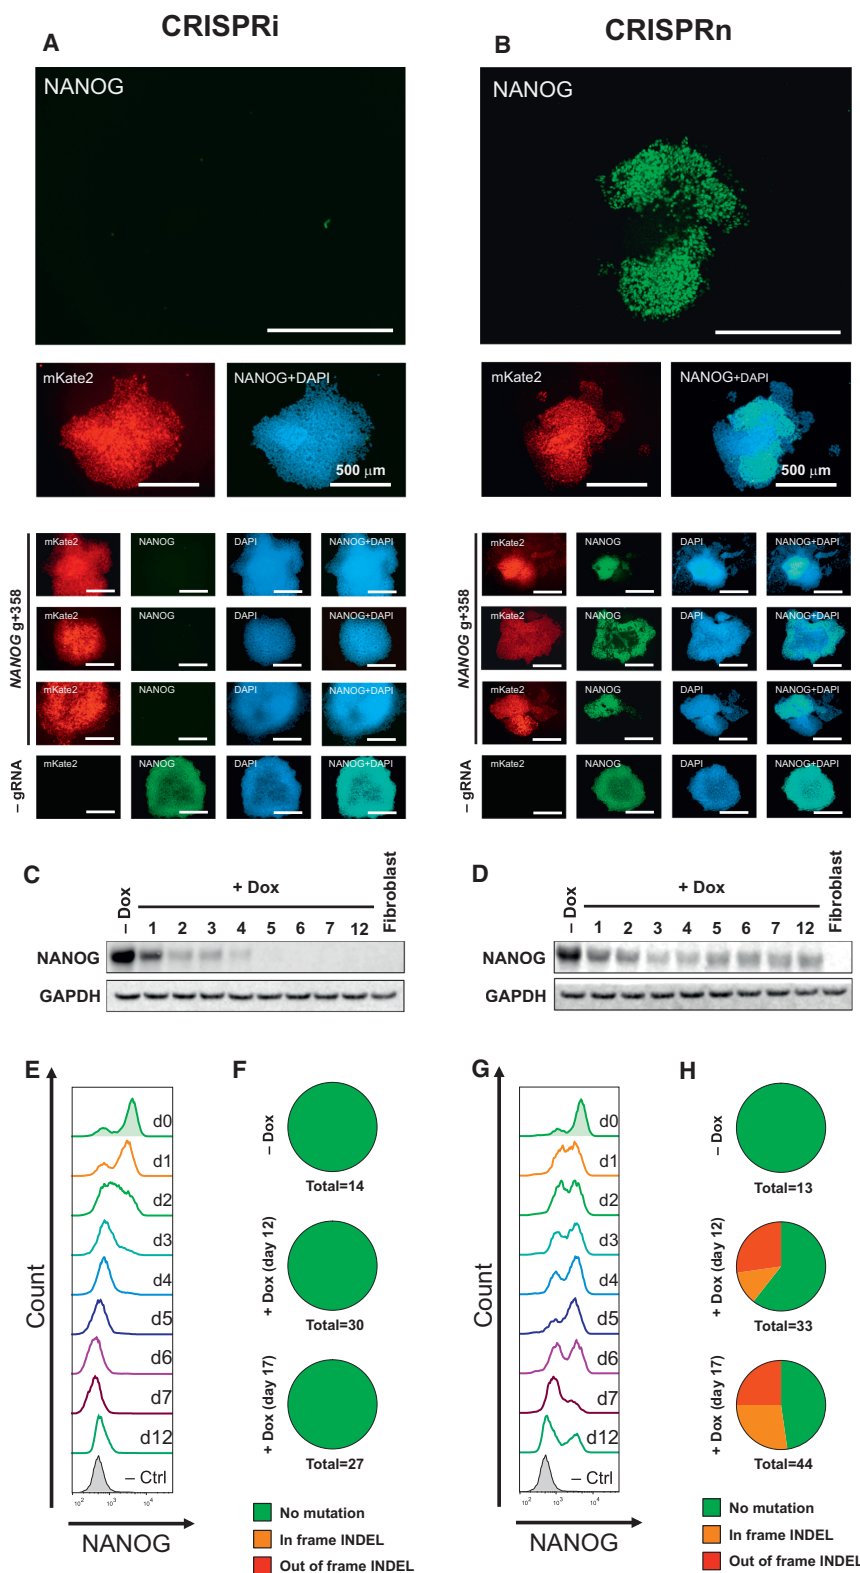 CRISPRi
CRISPRn
A
NANOG
mKate2
NANOG+DAPI
500 μm
NANOG g+358
mKate2 NANOG DAPI NANOG+DAPI
mKate2 NANOG DAPI NANOG+DAPI
mKate2 NANOG DAPI NANOG+DAPI
– gRNA
mKate2 NANOG DAPI NANOG+DAPI
B
NANOG
mKate2
NANOG+DAPI
500 μm
NANOG g+358
mKate2 NANOG DAPI NANOG+DAPI
mKate2 NANOG DAPI NANOG+DAPI
mKate2 NANOG DAPI NANOG+DAPI
– gRNA
mKate2 NANOG DAPI NANOG+DAPI
C
– Dox
+ Dox
Fibroblast
1 2 3 4 5 6 7 12
NANOG
GAPDH
D
– Dox
+ Dox
Fibroblast
1 2 3 4 5 6 7 12
NANOG
GAPDH
E
Count
d0
d1
d2
d3
d4
d5
d6
d7
d12
– Ctrl
10² 10³ 10⁴
NANOG
F
– Dox
Total=14
+ Dox (day 12)
Total=30
+ Dox (day 17)
Total=27
No mutation
In frame INDEL
Out of frame INDEL
G
Count
d0
d1
d2
d3
d4
d5
d6
d7
d12
– Ctrl
10² 10³ 10⁴
NANOG
H
– Dox
Total=13
+ Dox (day 12)
Total=33
+ Dox (day 17)
Total=44
No mutation
In frame INDEL
Out of frame INDEL